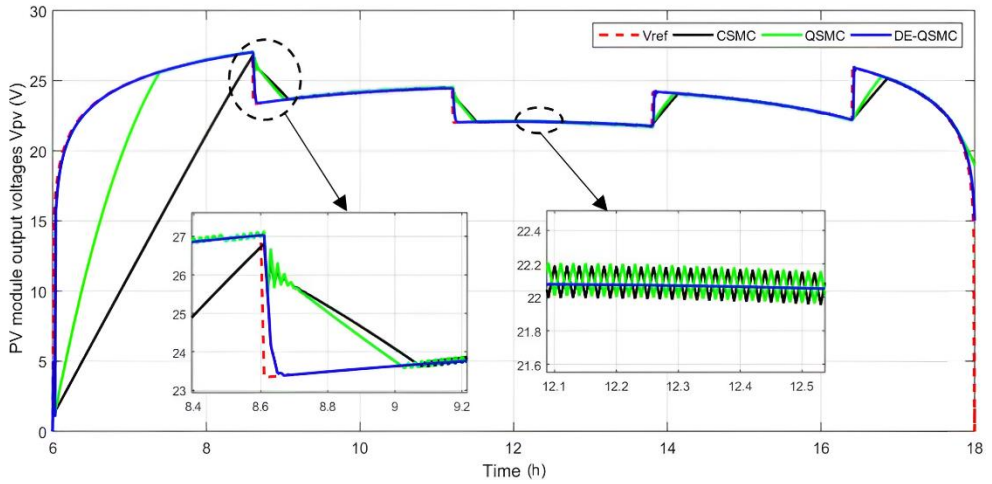 30
Vref CSMC QSMC DE-QSMC
25
20
15
10
5
0
PV module output voltages Vpv (V)
27
26
25
24
23
8.4 8.6 8.8 9 9.2
22.4
22.2
22
21.8
21.6
12.1 12.2 12.3 12.4 12.5
6 8 10 12 14 16 18
Time (h)